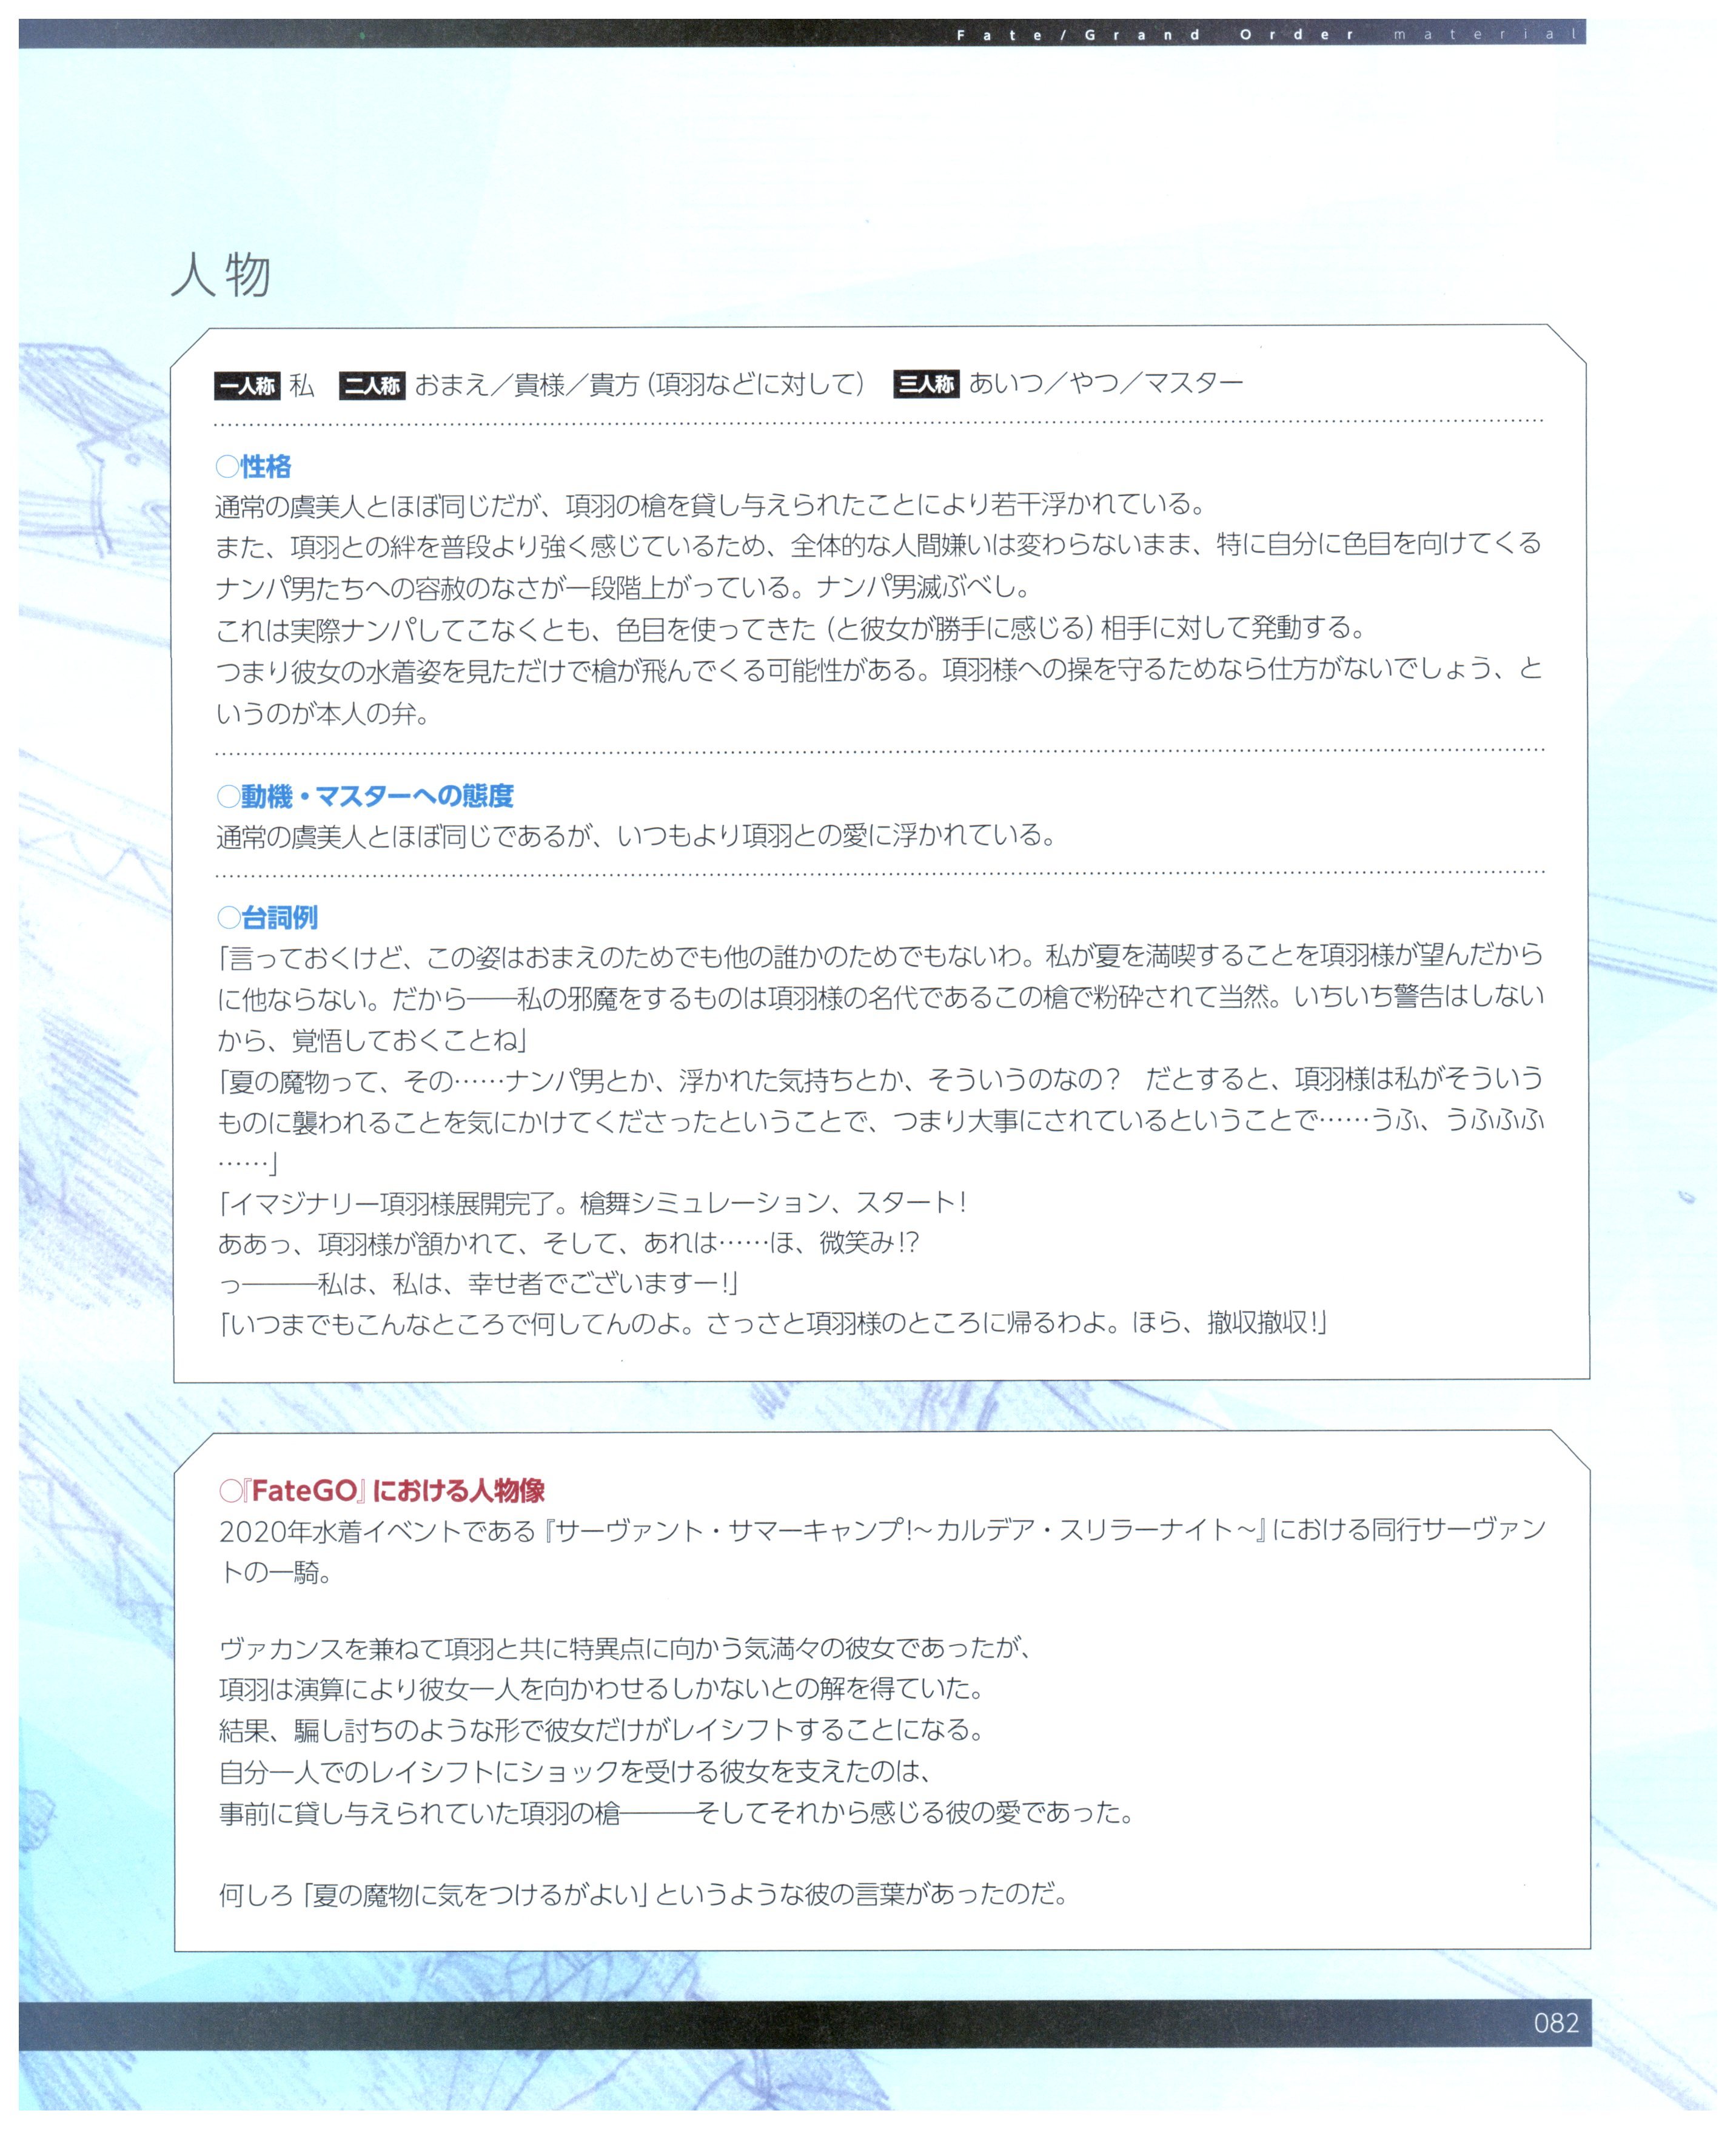 Fate/Grand Order material
人物
一人称 私 二人称 おまえ／貴様／貴方（項羽などに対して） 三人称 あいつ／やつ／マスター
○性格
通常の虞美人とほぼ同じだが、項羽の槍を貸し与えられたことにより若干浮かれている。
また、項羽との絆を普段より強く感じているため、全体的な人間嫌いは変わらないまま、特に自分に色目を向けてくる
ナンパ男たちへの容赦のなさが一段階上がっている。ナンパ男滅ぶべし。
これは実際ナンパしてこなくとも、色目を使ってきた（と彼女が勝手に感じる）相手に対して発動する。
つまり彼女の水着姿を見ただけで槍が飛んでくる可能性がある。項羽様への操を守るためなら仕方がないでしょう、と
いうのが本人の弁。
○動機・マスターへの態度
通常の虞美人とほぼ同じであるが、いつもより項羽との愛に浮かれている。
○台詞例
「言っておくけど、この姿はおまえのためでも他の誰かのためでもないわ。私が夏を満喫することを項羽様が望んだから
に他ならない。だから――私の邪魔をするものは項羽様の名代であるこの槍で粉砕されて当然。いちいち警告はしない
から、覚悟しておくことね」
「夏の魔物って、その……ナンパ男とか、浮かれた気持ちとか、そういうのなの？　だとすると、項羽様は私がそういう
ものに襲われることを気にかけてくださったということで、つまり大事にされているということで……うふ、うふふふ
……」
「イマジナリー項羽様展開完了。槍舞シミュレーション、スタート！
ああっ、項羽様が頷かれて、そして、あれは……ほ、微笑み!?
っ―――私は、私は、幸せ者でございますー！」
「いつまでもこんなところで何してんのよ。さっさと項羽様のところに帰るわよ。ほら、撤収撤収！」
○『FateGO』における人物像
2020年水着イベントである『サーヴァント・サマーキャンプ！～カルデア・スリラーナイト～』における同行サーヴァン
トの一騎。
ヴァカンスを兼ねて項羽と共に特異点に向かう気満々の彼女であったが、
項羽は演算により彼女一人を向かわせるしかないとの解を得ていた。
結果、騙し討ちのような形で彼女だけがレイシフトすることになる。
自分一人でのレイシフトにショックを受ける彼女を支えたのは、
事前に貸し与えられていた項羽の槍―――そしてそれから感じる彼の愛であった。
何しろ「夏の魔物に気をつけるがよい」というような彼の言葉があったのだ。
082